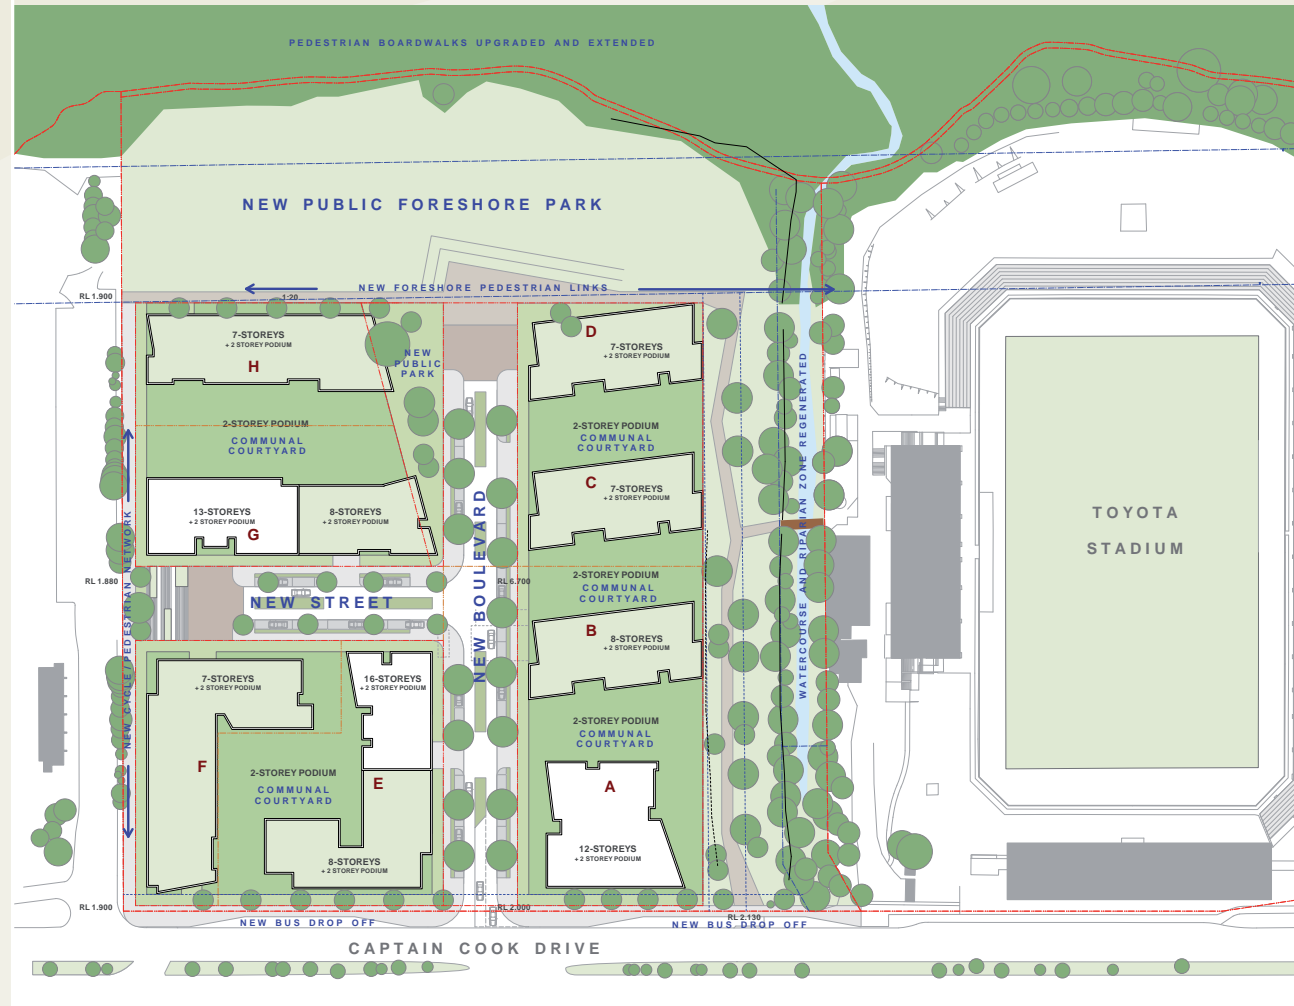 PEDESTRIAN BOARDWALKS UPGRADED AND EXTENDED
NEW PUBLIC FORESHORE PARK
NEW FORESHORE PEDESTRIAN LINKS
RL 1.900
1:20
7-STOREYS
+ 2 STOREY PODIUM
H
NEW
PUBLIC
PARK
D
7-STOREYS
+ 2 STOREY PODIUM
2-STOREY PODIUM
COMMUNAL
COURTYARD
2-STOREY PODIUM
COMMUNAL
COURTYARD
13-STOREYS
+ 2 STOREY PODIUM
G
8-STOREYS
+ 2 STOREY PODIUM
C
7-STOREYS
+ 2 STOREY PODIUM
TOYOTA
STADIUM
WATERCOURSE AND RIPARIAN ZONE REGENERATED
NEW CYCLE/PEDESTRIAN NETWORK
NEW BOULEVARD
RL 1.880
RL 6.700
NEW STREET
2-STOREY PODIUM
COMMUNAL
COURTYARD
B
8-STOREYS
+ 2 STOREY PODIUM
7-STOREYS
+ 2 STOREY PODIUM
16-STOREYS
+ 2 STOREY PODIUM
F
2-STOREY PODIUM
COMMUNAL
COURTYARD
E
2-STOREY PODIUM
COMMUNAL
COURTYARD
A
8-STOREYS
+ 2 STOREY PODIUM
12-STOREYS
+ 2 STOREY PODIUM
RL 1.900
RL 2.000
RL 2.130
NEW BUS DROP OFF
NEW BUS DROP OFF
CAPTAIN COOK DRIVE